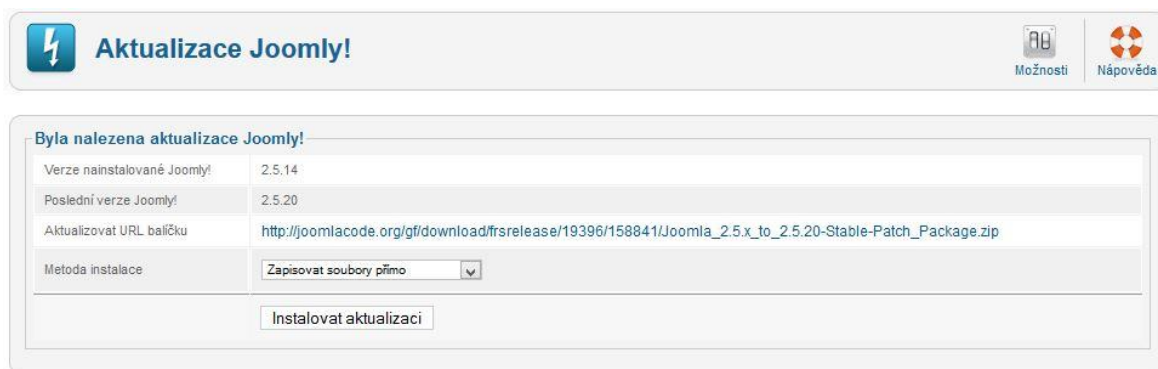 Aktualizace Joomly!
Možnosti
Nápověda
Byla nalezena aktualizace Joomly!
Verze nainstalované Joomly! 2.5.14
Poslední verze Joomly! 2.5.20
Aktualizovat URL balíčku http://joomlacode.org/gf/download/frsrelease/19396/158841/Joomla_2.5.x_to_2.5.20-Stable-Patch_Package.zip
Metoda instalace Zapisovat soubory přímo
Instalovat aktualizaci